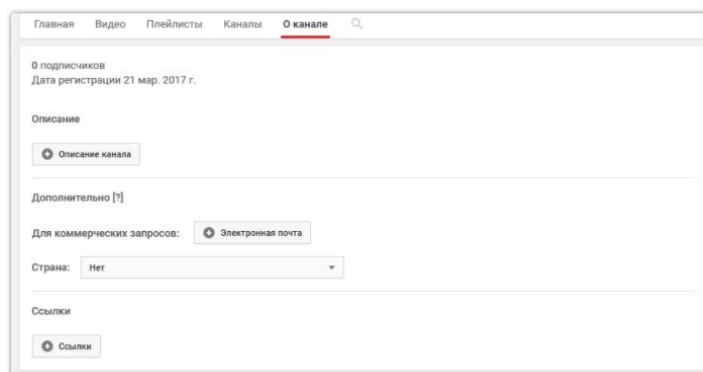 Главная Видео Плейлисты Каналы О канале
0 подписчиков
Дата регистрации 21 мар. 2017 г.
Описание
Описание канала
Дополнительно [?]
Для коммерческих запросов: Электронная почта
Страна: Нет
Ссылки
Ссылки